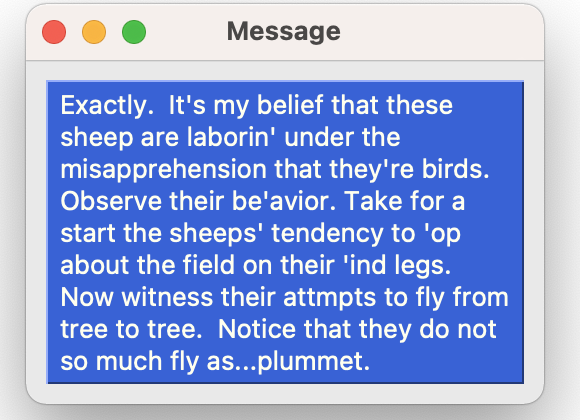 Message
Exactly.  It's my belief that these
sheep are laborin' under the
misapprehension that they're birds.
Observe their be'avior. Take for a
start the sheeps' tendency to 'op
about the field on their 'ind legs.
Now witness their attmpts to fly from
tree to tree.  Notice that they do not
so much fly as...plummet.